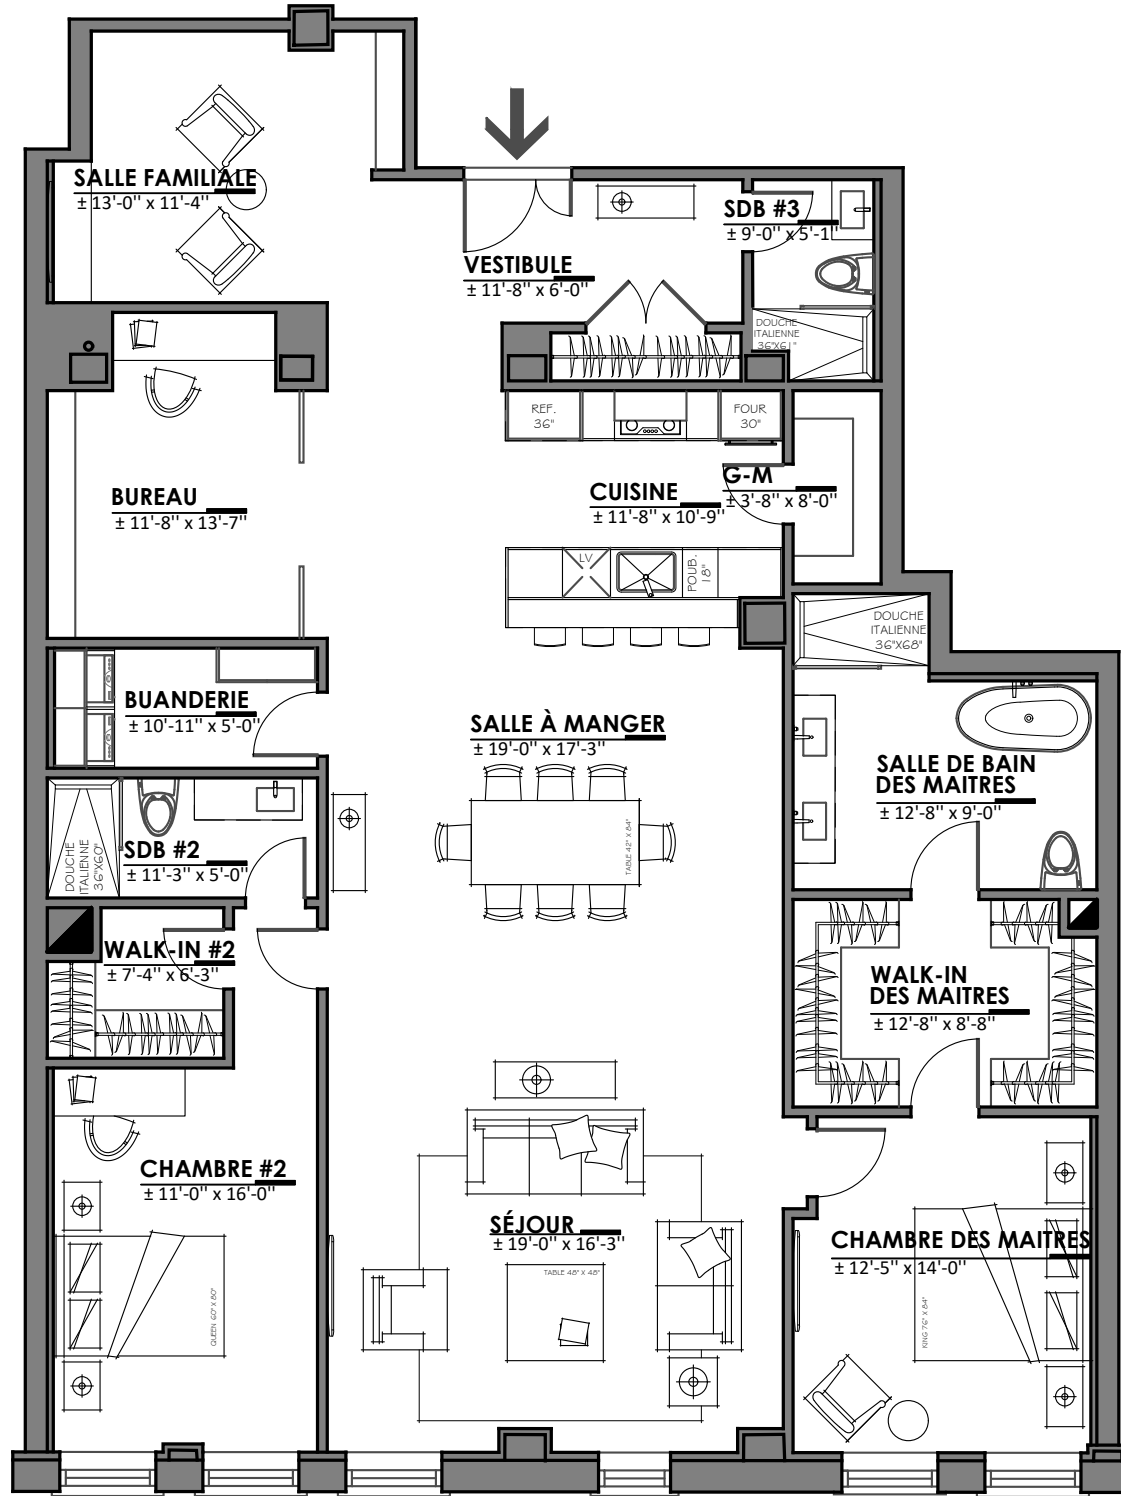 SALLE FAMILIALE
± 13'-0'' x 11'-4''
SDB #3
± 9'-0'' x 5'-1''
VESTIBULE
± 11'-8'' x 6'-0''
DOUCHE
ITALIENNE
36"X61"
REF.
36"
FOUR
30"
BUREAU
± 11'-8'' x 13'-7''
CUISINE
± 11'-8'' x 10'-9''
G-M
± 3'-8'' x 8'-0''
LV
POUB.
18"
DOUCHE
ITALIENNE
36"X68"
BUANDERIE
± 10'-11'' x 5'-0''
SALLE À MANGER
± 19'-0'' x 17'-3''
TABLE 42" X 84"
SALLE DE BAIN
DES MAITRES
± 12'-8'' x 9'-0''
DOUCHE
ITALIENNE
36"X60"
SDB #2
± 11'-3'' x 5'-0''
WALK-IN #2
± 7'-4'' x 6'-3''
WALK-IN
DES MAITRES
± 12'-8'' x 8'-8''
CHAMBRE #2
± 11'-0'' x 16'-0''
QUEEN 60" X 80"
SÉJOUR
± 19'-0'' x 16'-3''
TABLE 48" X 48"
CHAMBRE DES MAITRES
± 12'-5'' x 14'-0''
KING 76" X 84"